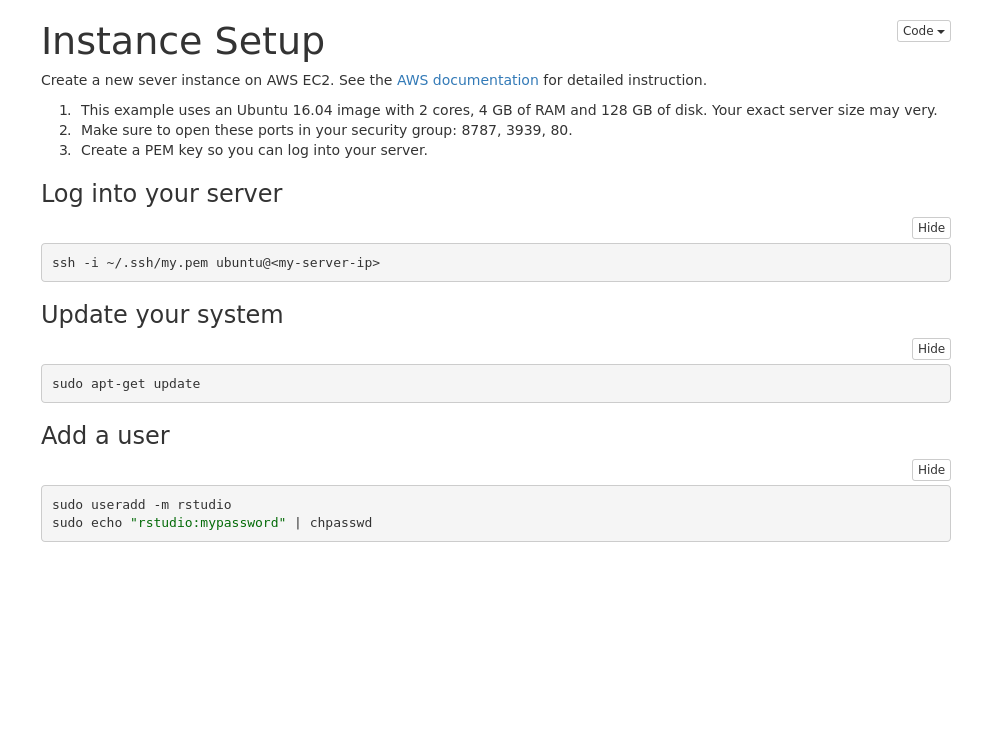 Instance Setup
Code
Create a new sever instance on AWS EC2. See the AWS documentation for detailed instruction.
1. This example uses an Ubuntu 16.04 image with 2 cores, 4 GB of RAM and 128 GB of disk. Your exact server size may very.
2. Make sure to open these ports in your security group: 8787, 3939, 80.
3. Create a PEM key so you can log into your server.
Log into your server
Hide
ssh -i ~/.ssh/my.pem ubuntu@<my-server-ip>
Update your system
Hide
sudo apt-get update
Add a user
Hide
sudo useradd -m rstudio
sudo echo "rstudio:mypassword" | chpasswd